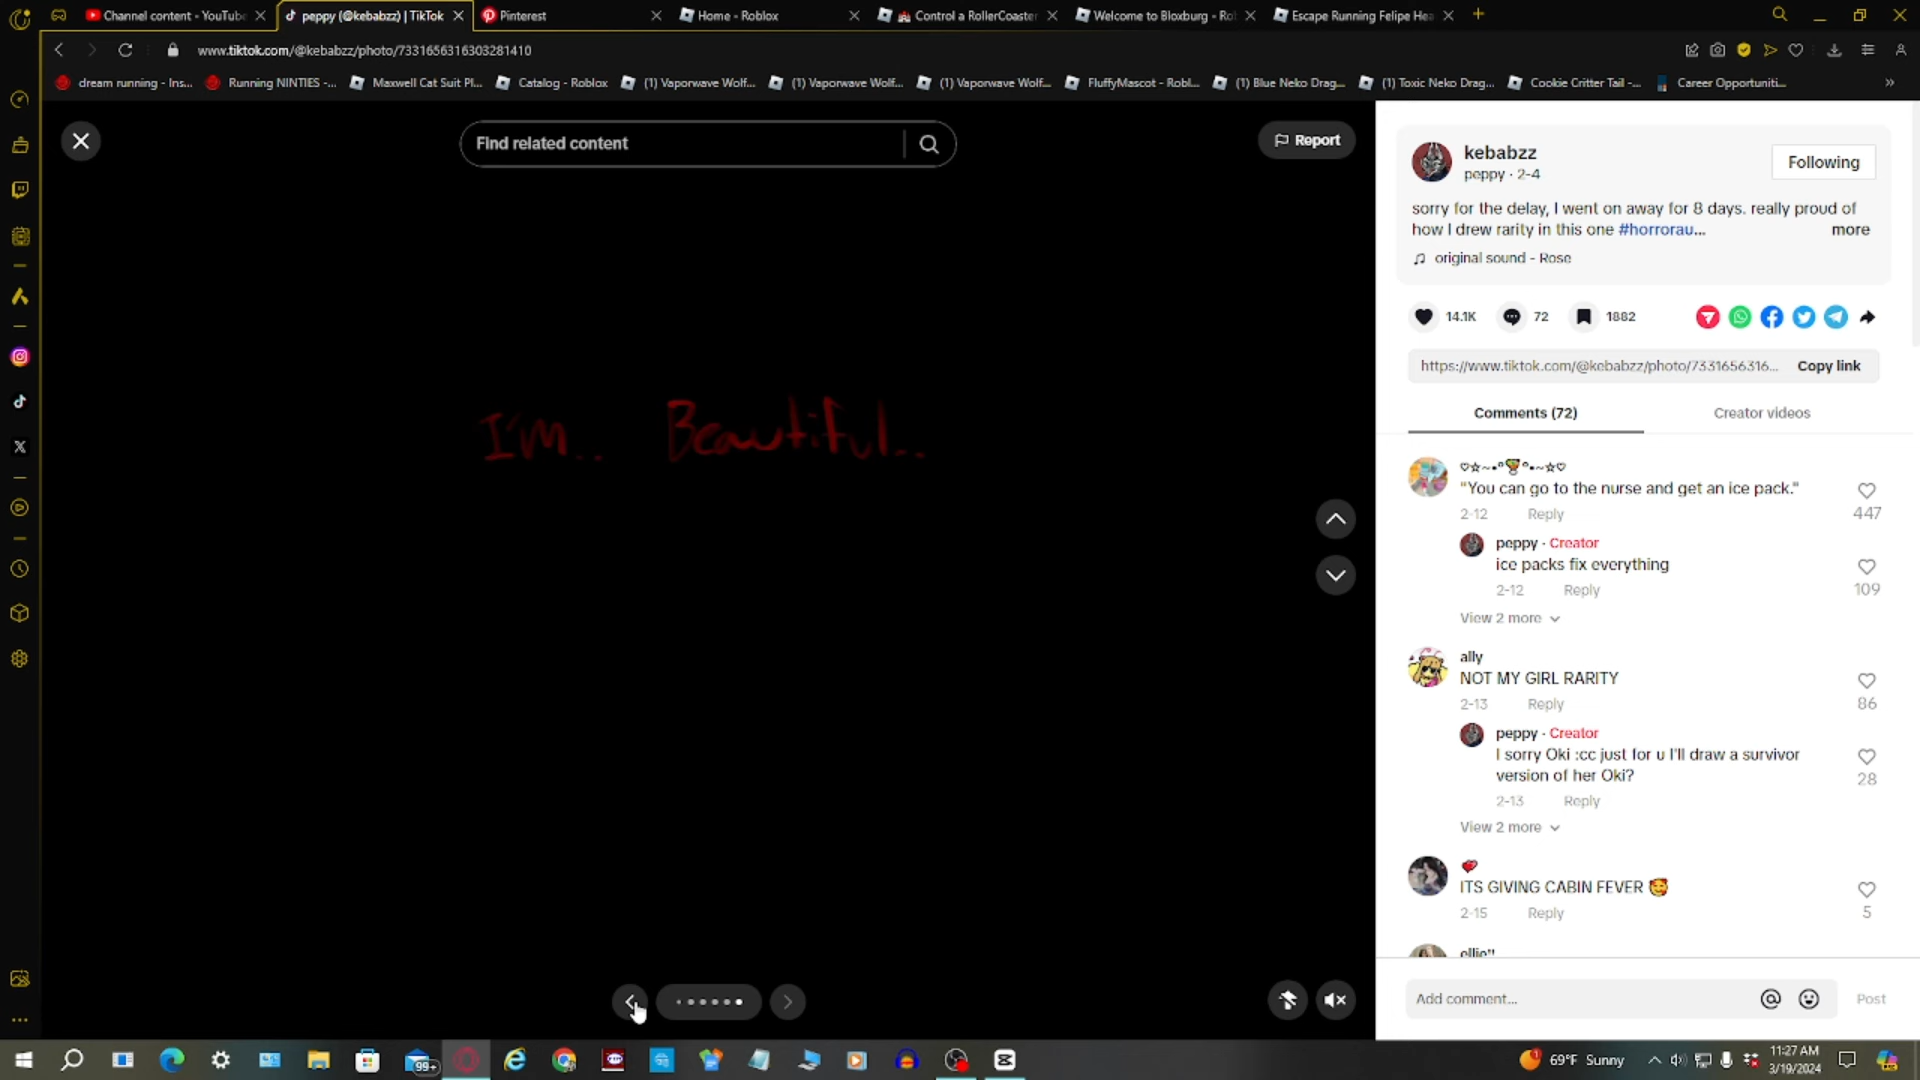 Channel content - YouTube
peppy (@kebabzz) | TikTok
Pinterest
Home - Roblox
Control a RollerCoaster
Welcome to Bloxburg - Ro
Escape Running Felipe Hea
www.tiktok.com/@kebabzz/photo/7331656316303281410
dream running - Ins...
Running NINTIES -...
Maxwell Cat Suit Pl...
Catalog - Roblox
(1) Vaporwave Wolf...
(1) Vaporwave Wolf...
(1) Vaporwave Wolf...
FluffyMascot - Robl...
(1) Blue Neko Drag...
(1) Toxic Neko Drag...
Cookie Critter Tail -...
Career Opportuniti...
Find related content
Report
I'm.. Beautiful..
kebabzz
peppy · 2-4
Following
sorry for the delay, I went on away for 8 days. really proud of
how I drew rarity in this one #horrorau...
more
original sound - Rose
14.1K
72
1882
https://www.tiktok.com/@kebabzz/photo/7331656316...
Copy link
Comments (72)
Creator videos
"You can go to the nurse and get an ice pack."
2-12 Reply
447
peppy · Creator
ice packs fix everything
2-12 Reply
109
View 2 more
ally
NOT MY GIRL RARITY
2-13 Reply
86
peppy · Creator
I sorry Oki :cc just for u I'll draw a survivor
version of her Oki?
2-13 Reply
28
View 2 more
ITS GIVING CABIN FEVER 🥰
2-15 Reply
5
ellie"
Add comment...
Post
99+
69°F Sunny
11:27 AM
3/19/2024